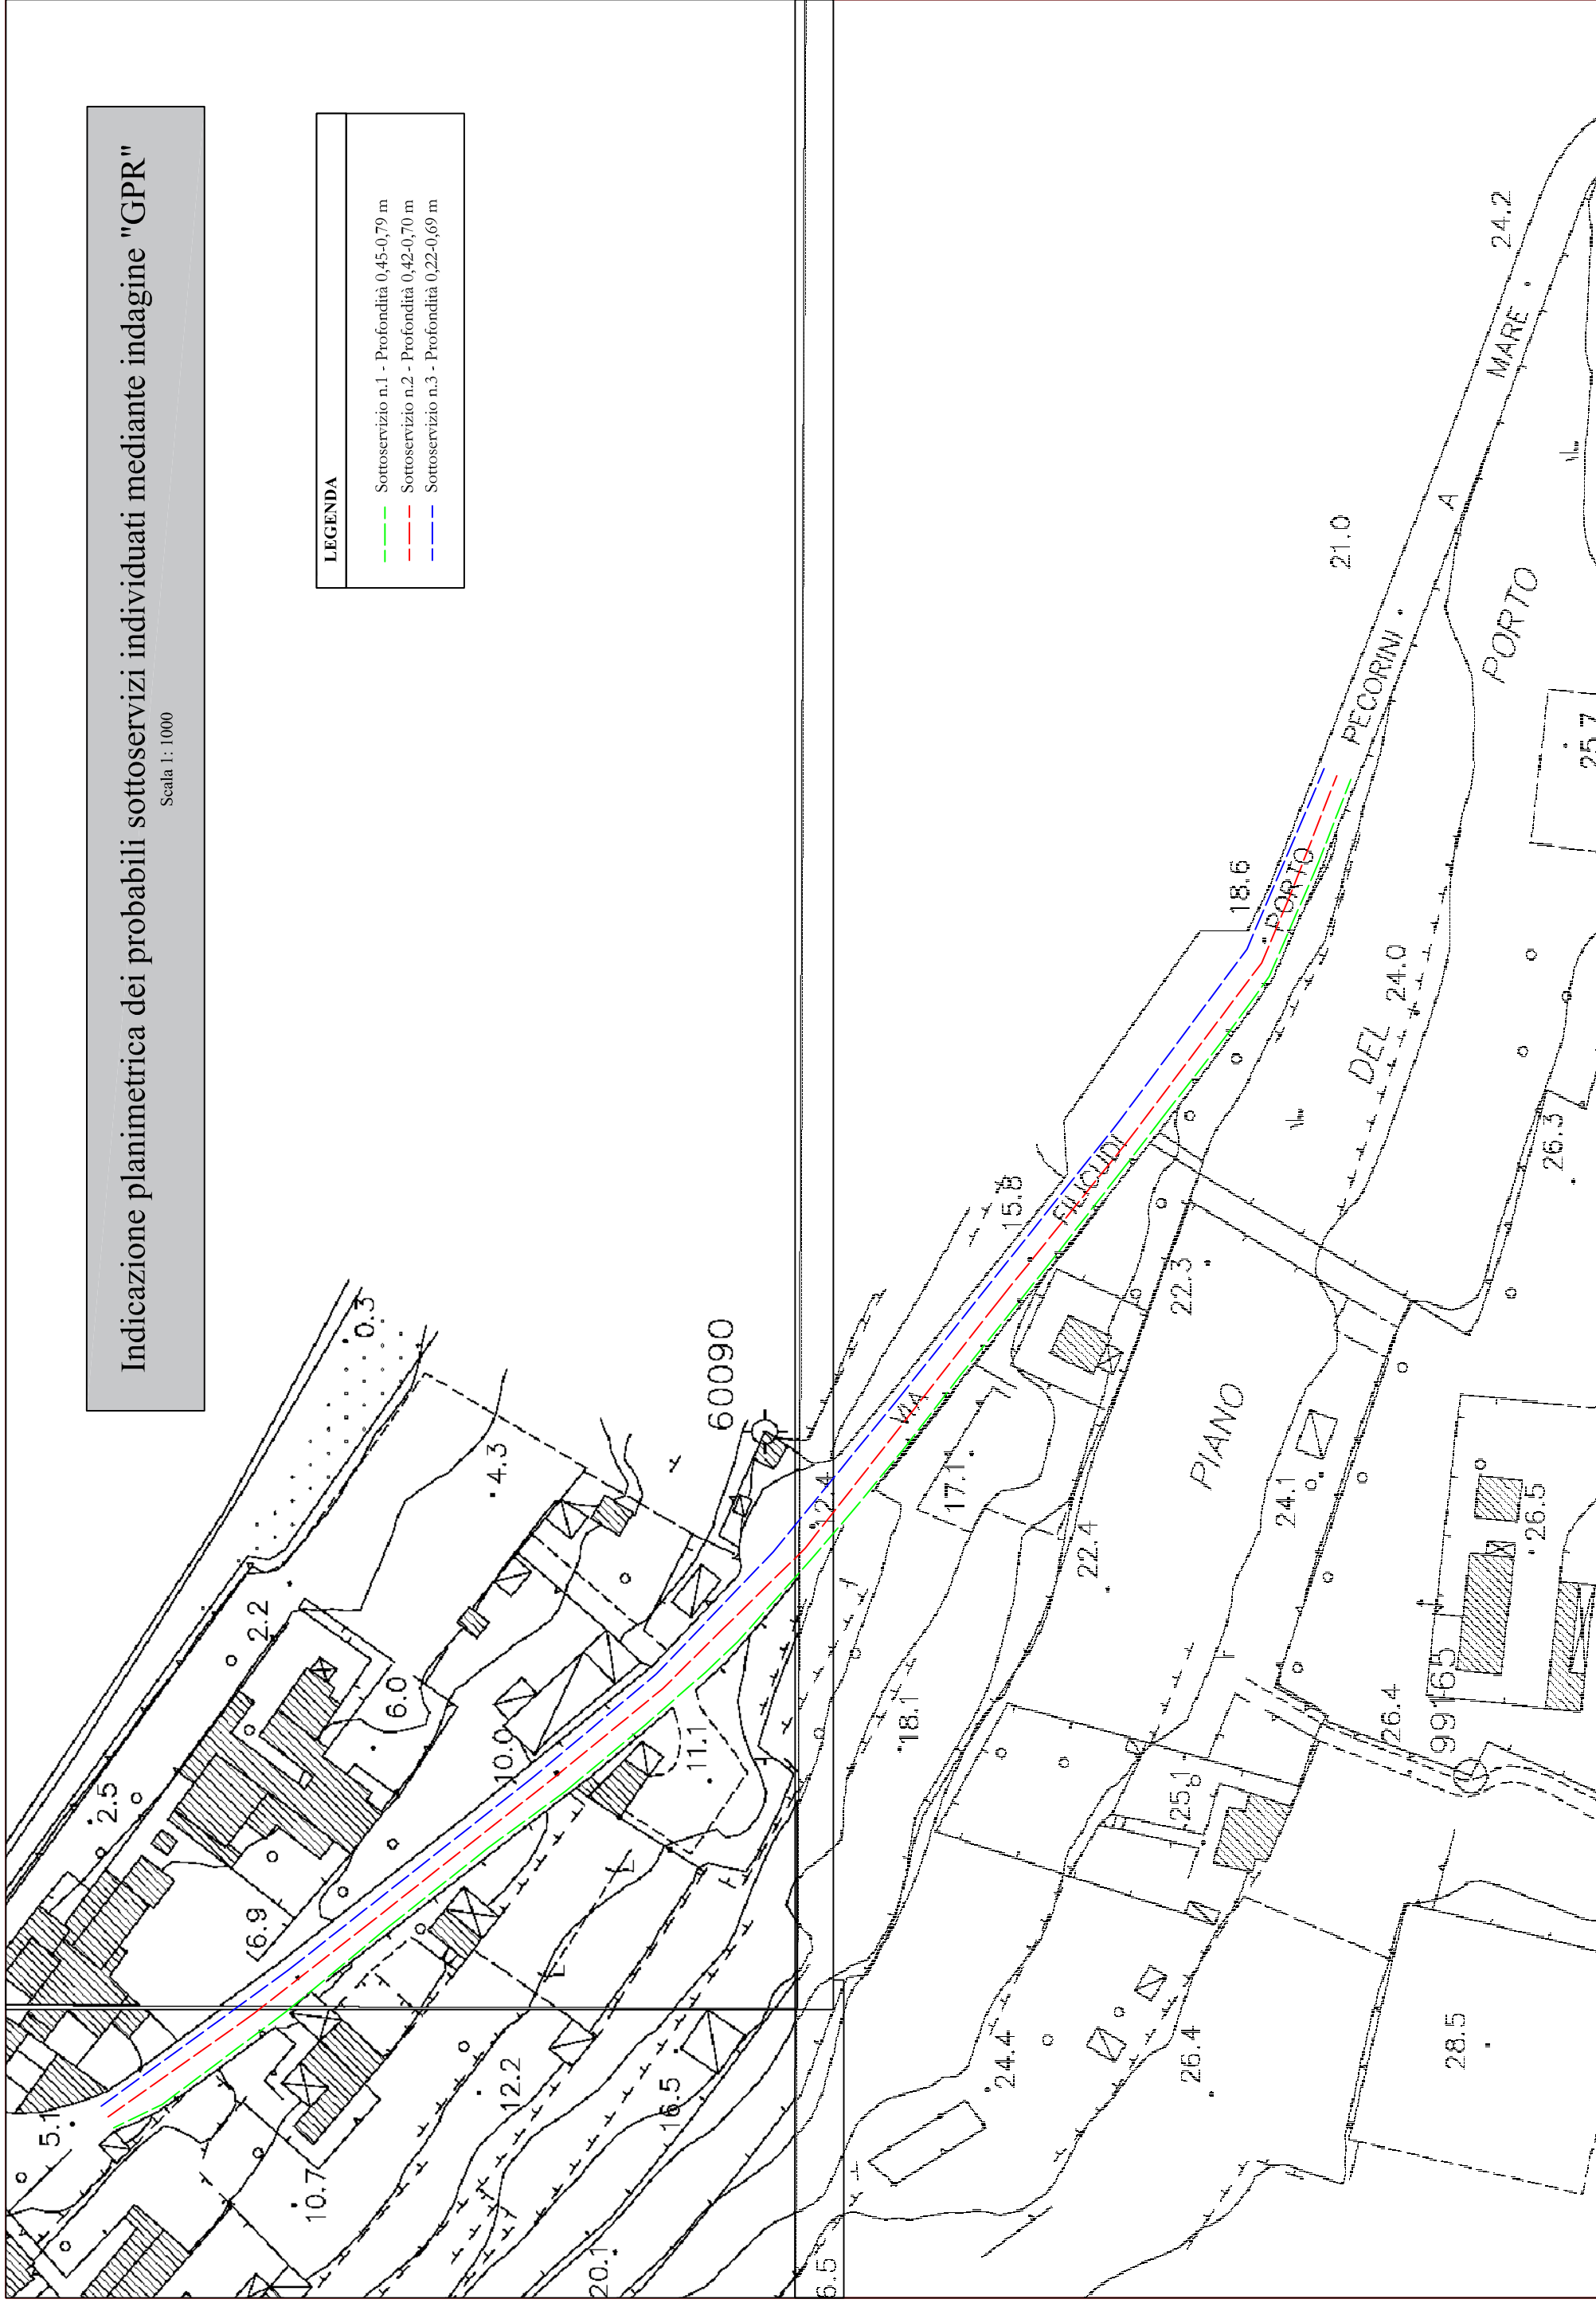 Indicazione planimetrica dei probabili sottoservizi individuati mediante indagine "GPR"
Scala 1: 1000
LEGENDA
Sottoservizio n.1 - Profondità 0,45-0,79 m
Sottoservizio n.2 - Profondità 0,42-0,70 m
Sottoservizio n.3 - Profondità 0,22-0,69 m
0.3
2.2
2.5
4.3
6.0
6.9
5.1
10.0
11.1
10.7
12.2
16.5
20.1
6.5
60090
12.4
VIA
FILICUDI
PORTO
PECORINI
A
MARE
15.8
18.6
21.0
24.2
17.1
22.3
22.4
18.1
PIANO
DEL
PORTO
24.0
24.1
25.7
26.3
26.5
25.1
26.4
99165
24.4
26.4
28.5